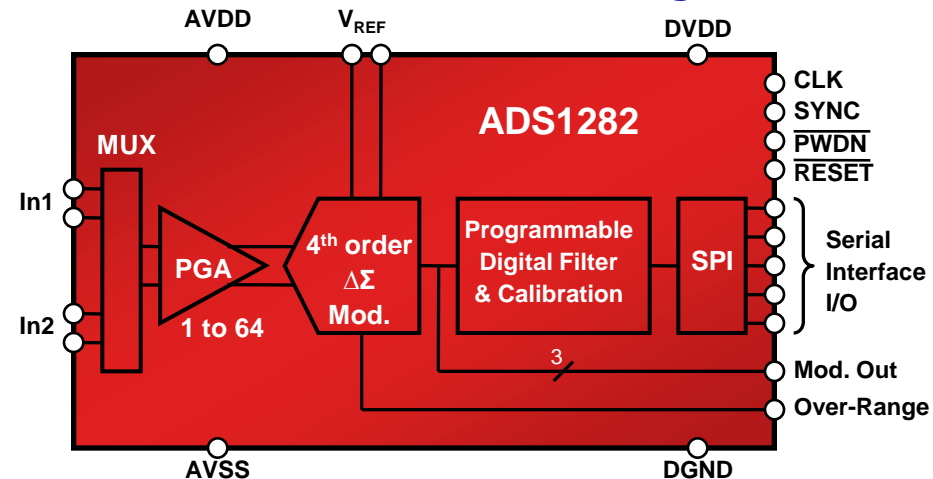 AVDD
V_REF
DVDD
ADS1282
CLK
SYNC
PWDN
RESET
MUX
In1
In2
PGA
1 to 64
4th order
ΔΣ
Mod.
Programmable
Digital Filter
& Calibration
SPI
Serial
Interface
I/O
3
Mod. Out
Over-Range
AVSS
DGND